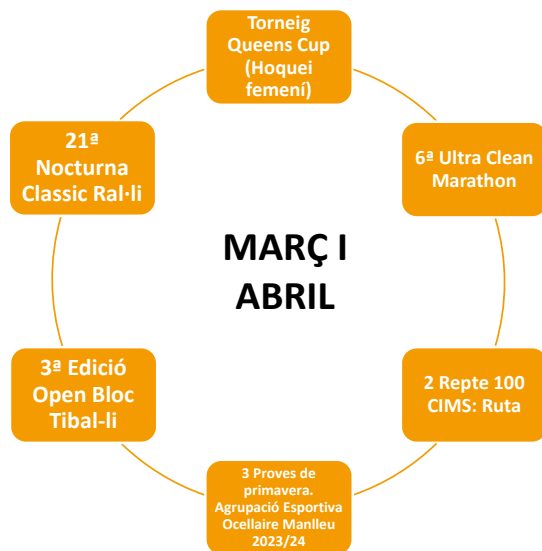 Torneig
Queens Cup
(Hoquei
femení)
6ª Ultra Clean
Marathon
2 Repte 100
CIMS: Ruta
3 Proves de
primavera.
Agrupació Esportiva
Ocellaire Manlleu
2023/24
3ª Edició
Open Bloc
Tibal-li
21ª
Nocturna
Classic Ral·li
MARÇ I
ABRIL